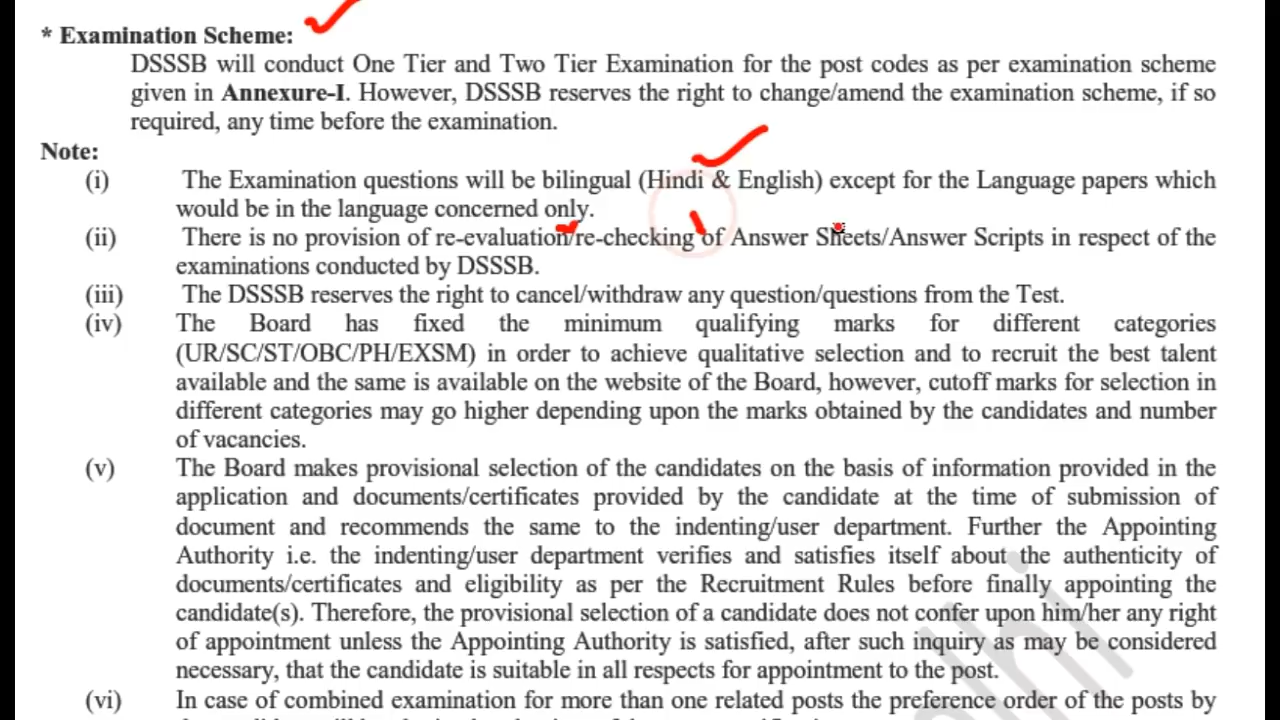 * Examination Scheme:
DSSSB will conduct One Tier and Two Tier Examination for the post codes as per examination scheme
given in Annexure-I. However, DSSSB reserves the right to change/amend the examination scheme, if so
required, any time before the examination.
Note:
(i) The Examination questions will be bilingual (Hindi & English) except for the Language papers which
would be in the language concerned only.
(ii) There is no provision of re-evaluation/re-checking of Answer Sheets/Answer Scripts in respect of the
examinations conducted by DSSSB.
(iii) The DSSSB reserves the right to cancel/withdraw any question/questions from the Test.
(iv) The Board has fixed the minimum qualifying marks for different categories
(UR/SC/ST/OBC/PH/EXSM) in order to achieve qualitative selection and to recruit the best talent
available and the same is available on the website of the Board, however, cutoff marks for selection in
different categories may go higher depending upon the marks obtained by the candidates and number
of vacancies.
(v) The Board makes provisional selection of the candidates on the basis of information provided in the
application and documents/certificates provided by the candidate at the time of submission of
document and recommends the same to the indenting/user department. Further the Appointing
Authority i.e. the indenting/user department verifies and satisfies itself about the authenticity of
documents/certificates and eligibility as per the Recruitment Rules before finally appointing the
candidate(s). Therefore, the provisional selection of a candidate does not confer upon him/her any right
of appointment unless the Appointing Authority is satisfied, after such inquiry as may be considered
necessary, that the candidate is suitable in all respects for appointment to the post.
(vi) In case of combined examination for more than one related posts the preference order of the posts by